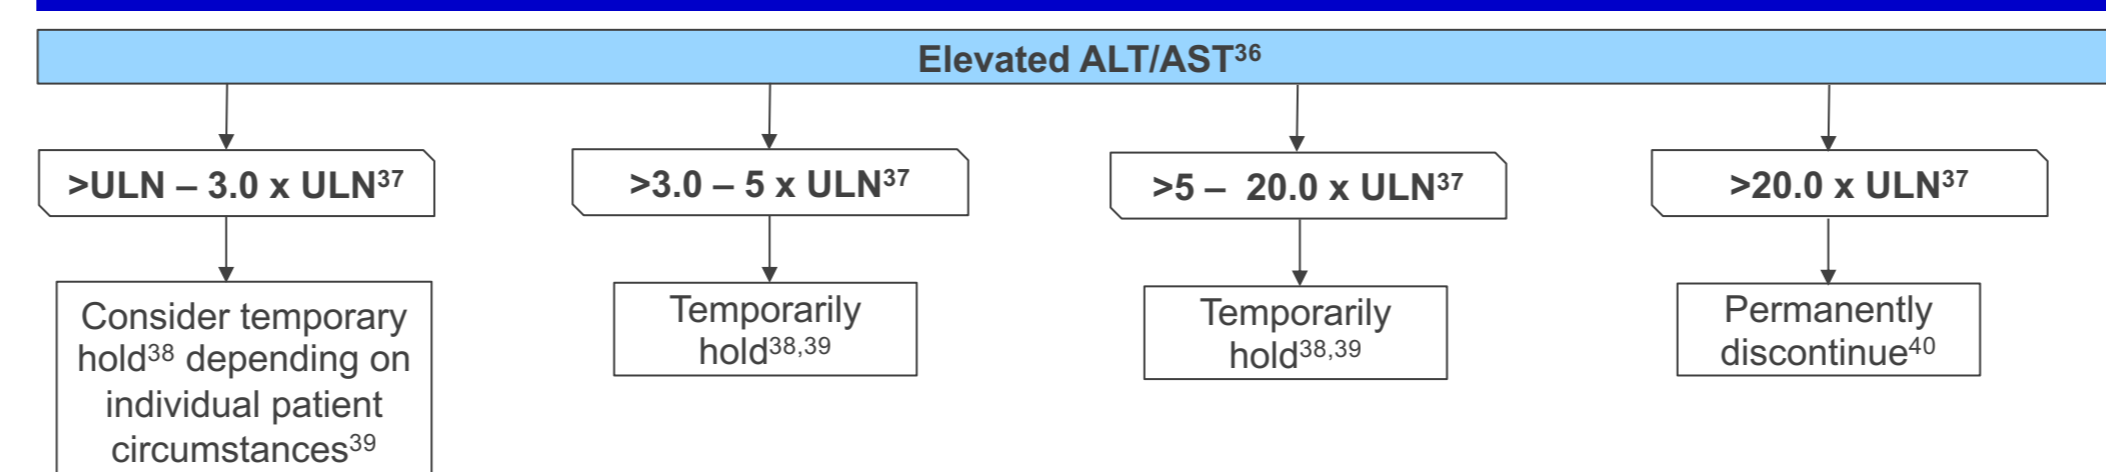 Elevated ALT/AST36
>ULN – 3.0 x ULN37
>3.0 – 5 x ULN37
>5 –  20.0 x ULN37
>20.0 x ULN37
Consider temporary
hold38 depending on
individual patient
circumstances39
Temporarily
hold38,39
Temporarily
hold38,39
Permanently
discontinue40